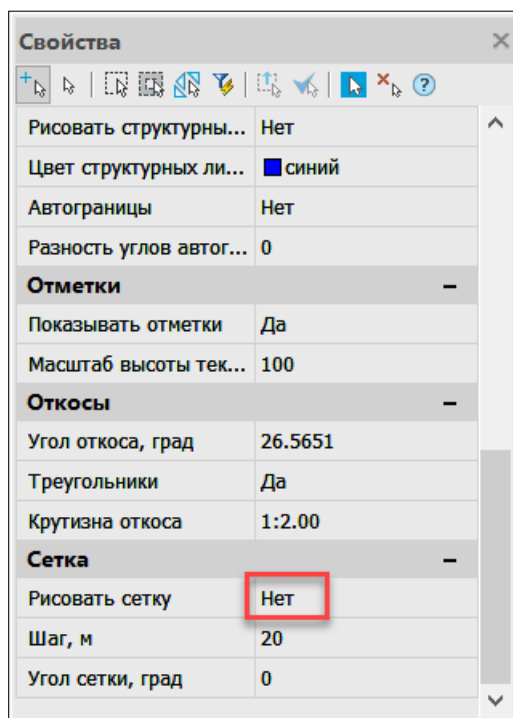 Свойства
Рисовать структурны... Нет
Цвет структурных ли... синий
Автограницы Нет
Разность углов автог... 0
Отметки
Показывать отметки Да
Масштаб высоты тек... 100
Откосы
Угол откоса, град 26.5651
Треугольники Да
Крутизна откоса 1:2.00
Сетка
Рисовать сетку Нет
Шаг, м 20
Угол сетки, град 0